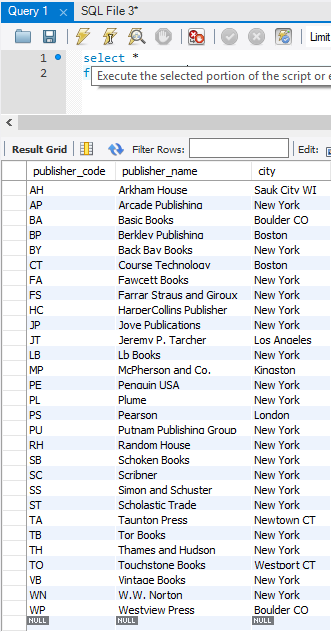 Query 1 SQL File 3*
Limit
1 select *
Execute the selected portion of the script or e
2 f
Result Grid Filter Rows: Edit:
publisher_code publisher_name city
AH Arkham House Sauk City WI
AP Arcade Publishing New York
BA Basic Books Boulder CO
BP Berkley Publishing Boston
BY Back Bay Books New York
CT Course Technology Boston
FA Fawcett Books New York
FS Farrar Straus and Giroux New York
HC HarperCollins Publisher New York
JP Jove Publications New York
JT Jeremy P. Tarcher Los Angeles
LB Lb Books New York
MP McPherson and Co. Kingston
PE Penguin USA New York
PL Plume New York
PS Pearson London
PU Putnam Publishing Group New York
RH Random House New York
SB Schoken Books New York
SC Scribner New York
SS Simon and Schuster New York
ST Scholastic Trade New York
TA Taunton Press Newtown CT
TB Tor Books New York
TH Thames and Hudson New York
TO Touchstone Books Westport CT
VB Vintage Books New York
WN W.W. Norton New York
WP Westview Press Boulder CO
NULL NULL NULL